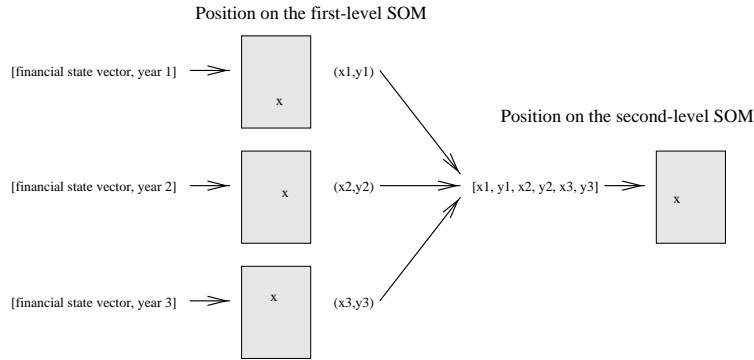 Position on the first-level SOM
[financial state vector, year 1]
x
(x1,y1)
Position on the second-level SOM
[financial state vector, year 2]
x
(x2,y2)
[x1, y1, x2, y2, x3, y3]
x
[financial state vector, year 3]
x
(x3,y3)